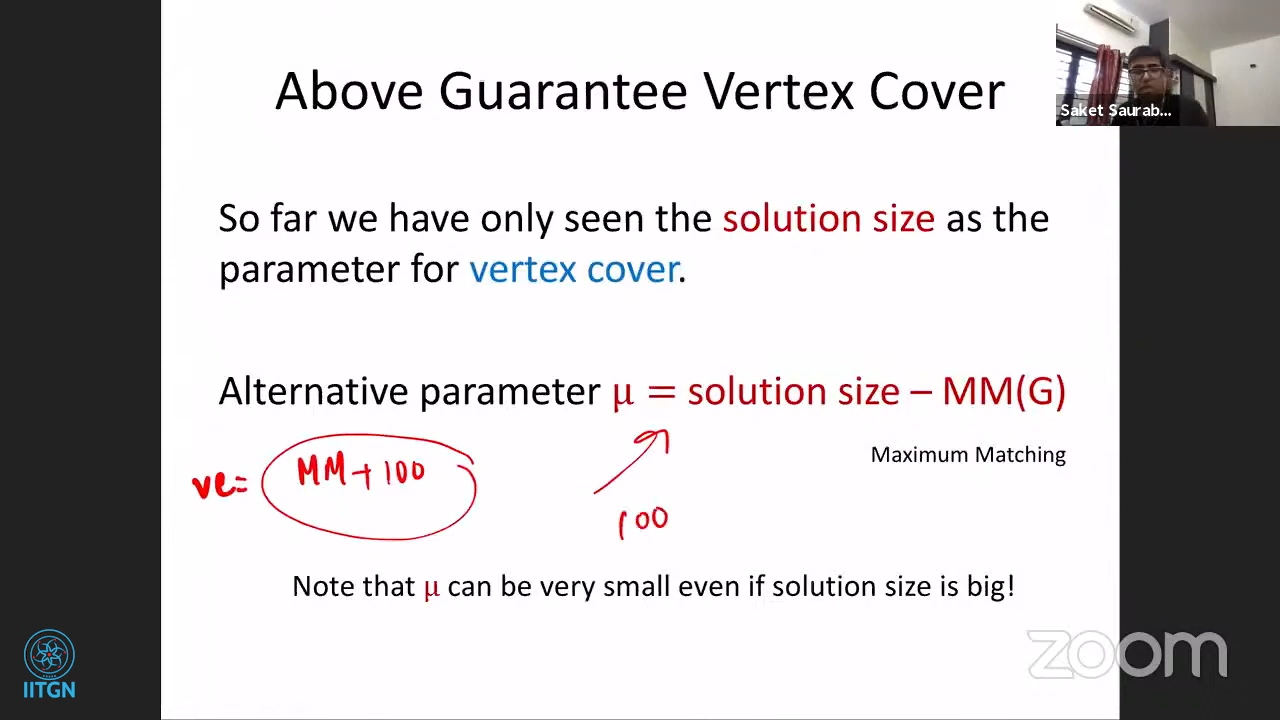 Above Guarantee Vertex Cover
Saket Saurab...
So far we have only seen the solution size as the
parameter for vertex cover.
Alternative parameter μ = solution size – MM(G)
Maximum Matching
vc= MM+100
100
Note that μ can be very small even if solution size is big!
IITGN
zoom